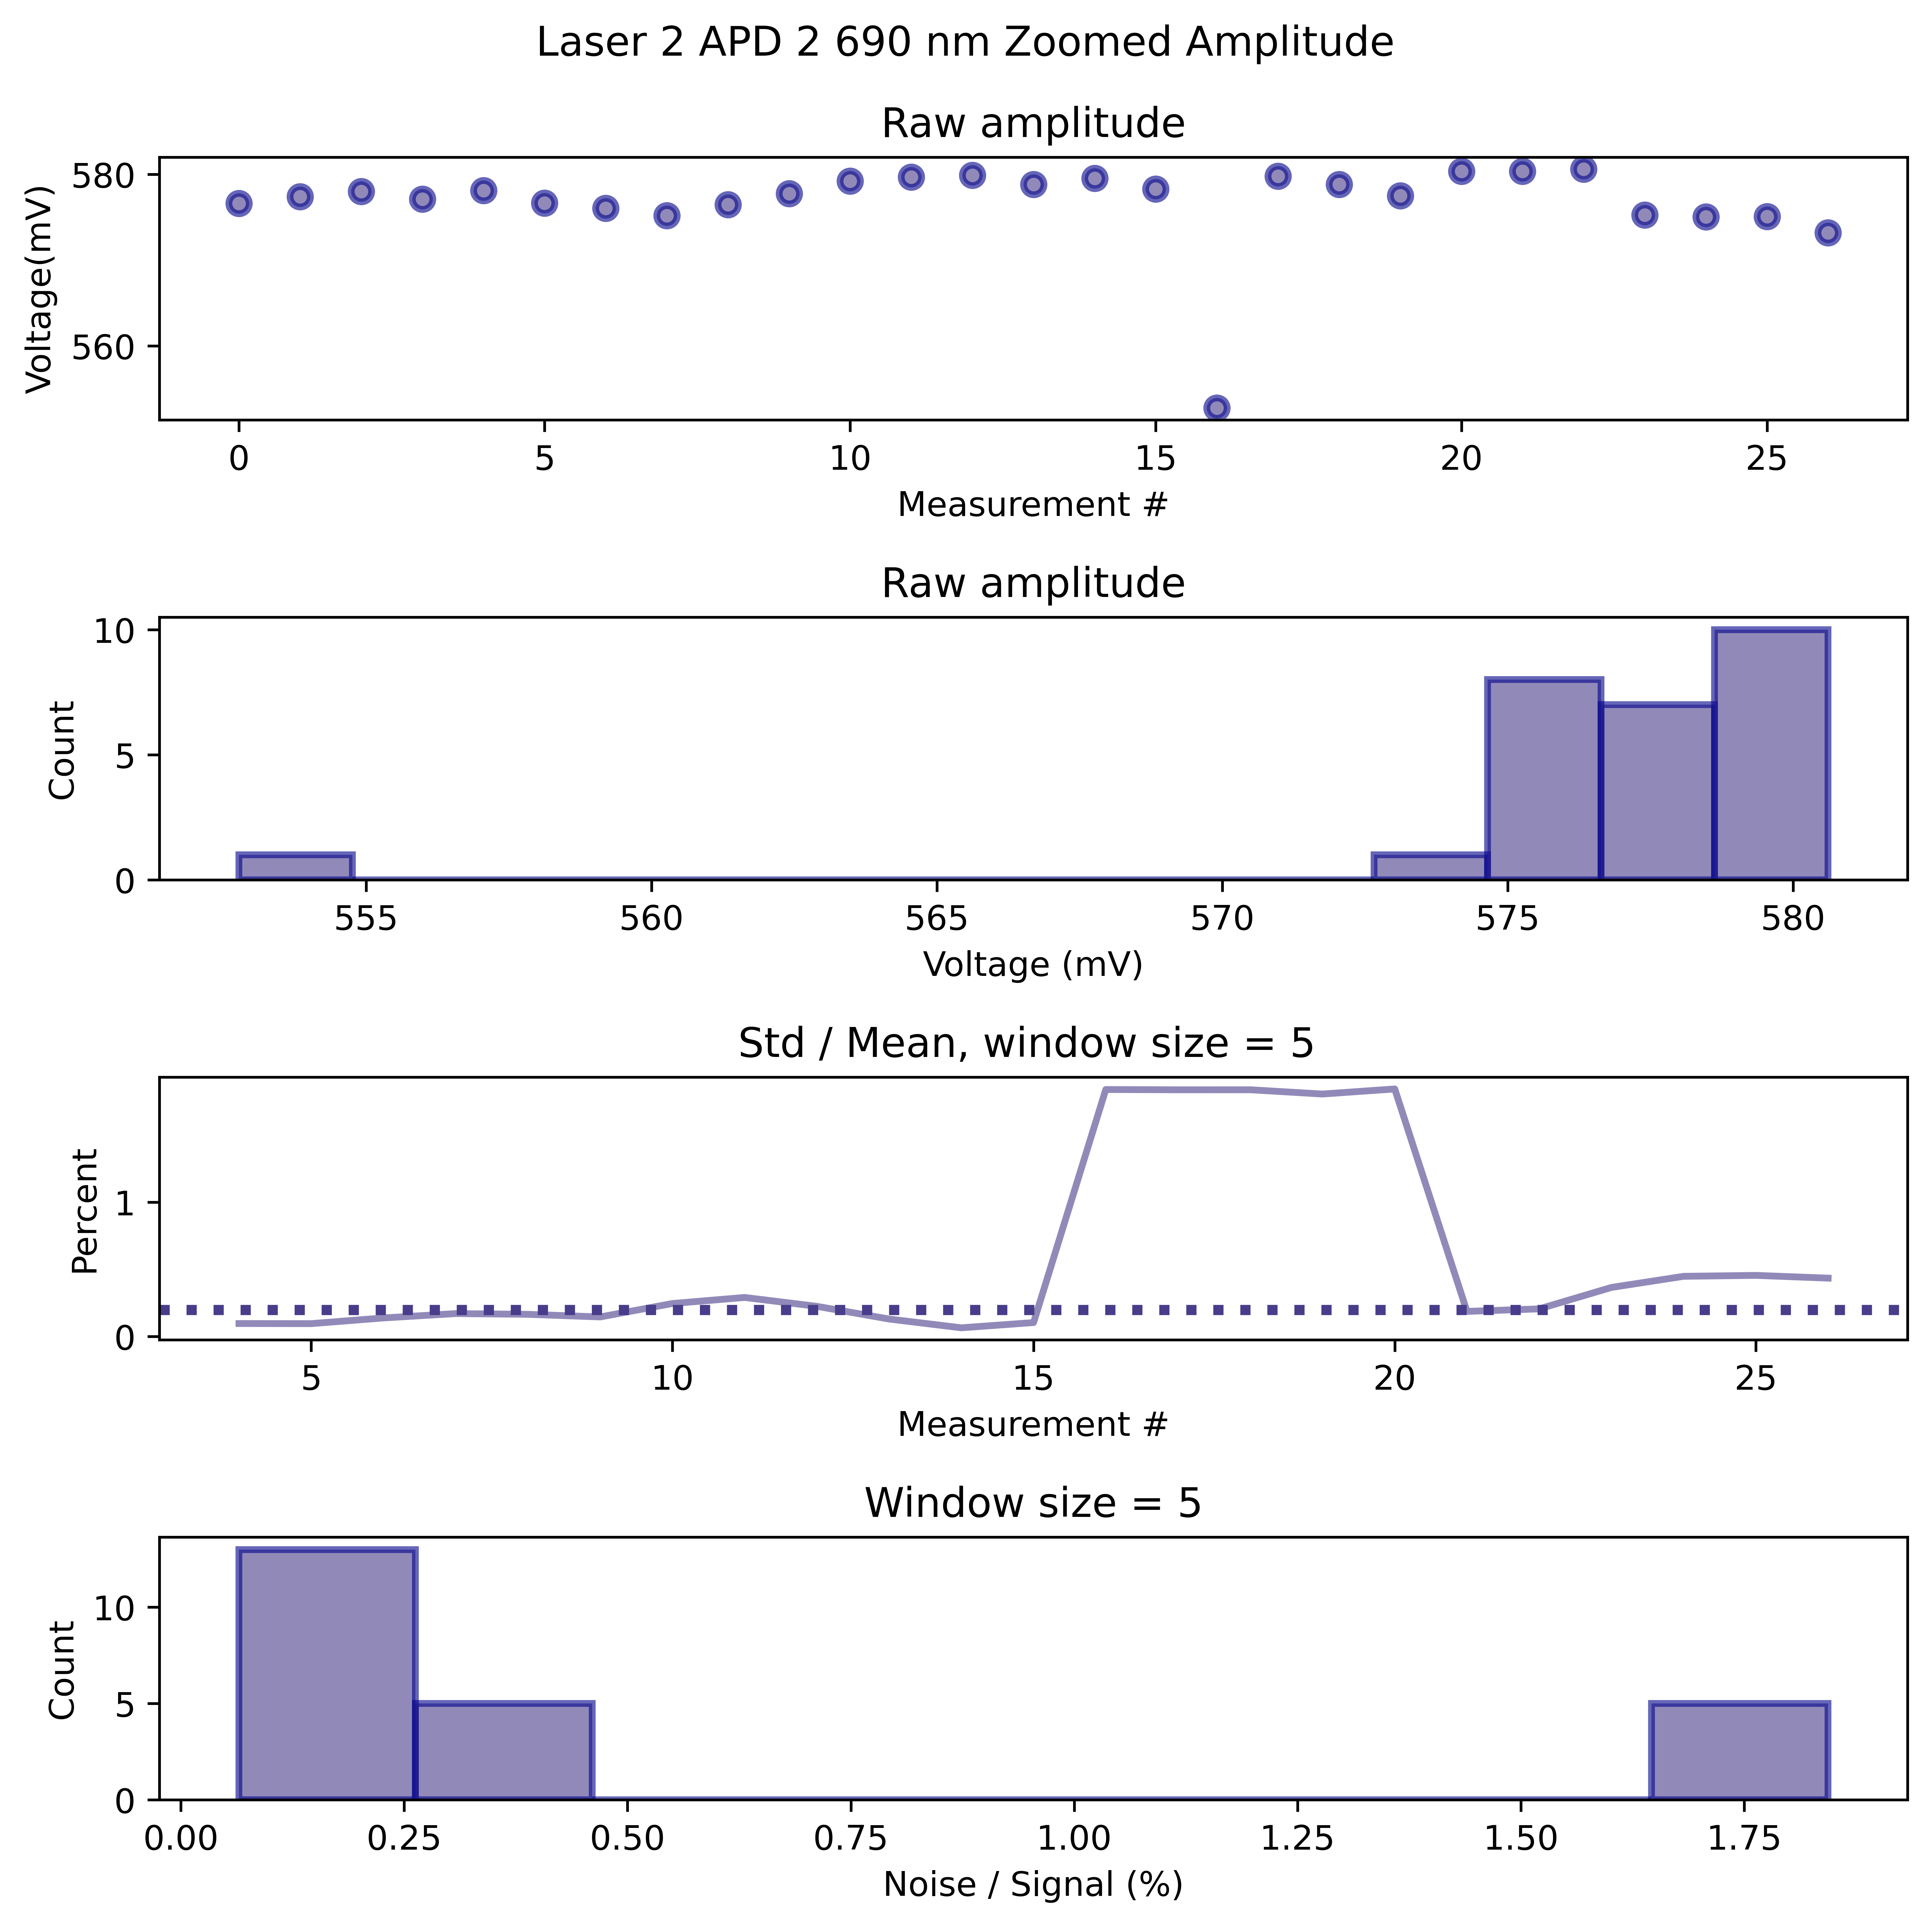 Laser 2 APD 2 690 nm Zoomed Amplitude
Raw amplitude
Voltage(mV)
580
560
0 5 10 15 20 25
Measurement #
Raw amplitude
Count
10
5
0
555 560 565 570 575 580
Voltage (mV)
Std / Mean, window size = 5
Percent
1
0
5 10 15 20 25
Measurement #
Window size = 5
Count
10
5
0
0.00 0.25 0.50 0.75 1.00 1.25 1.50 1.75
Noise / Signal (%)